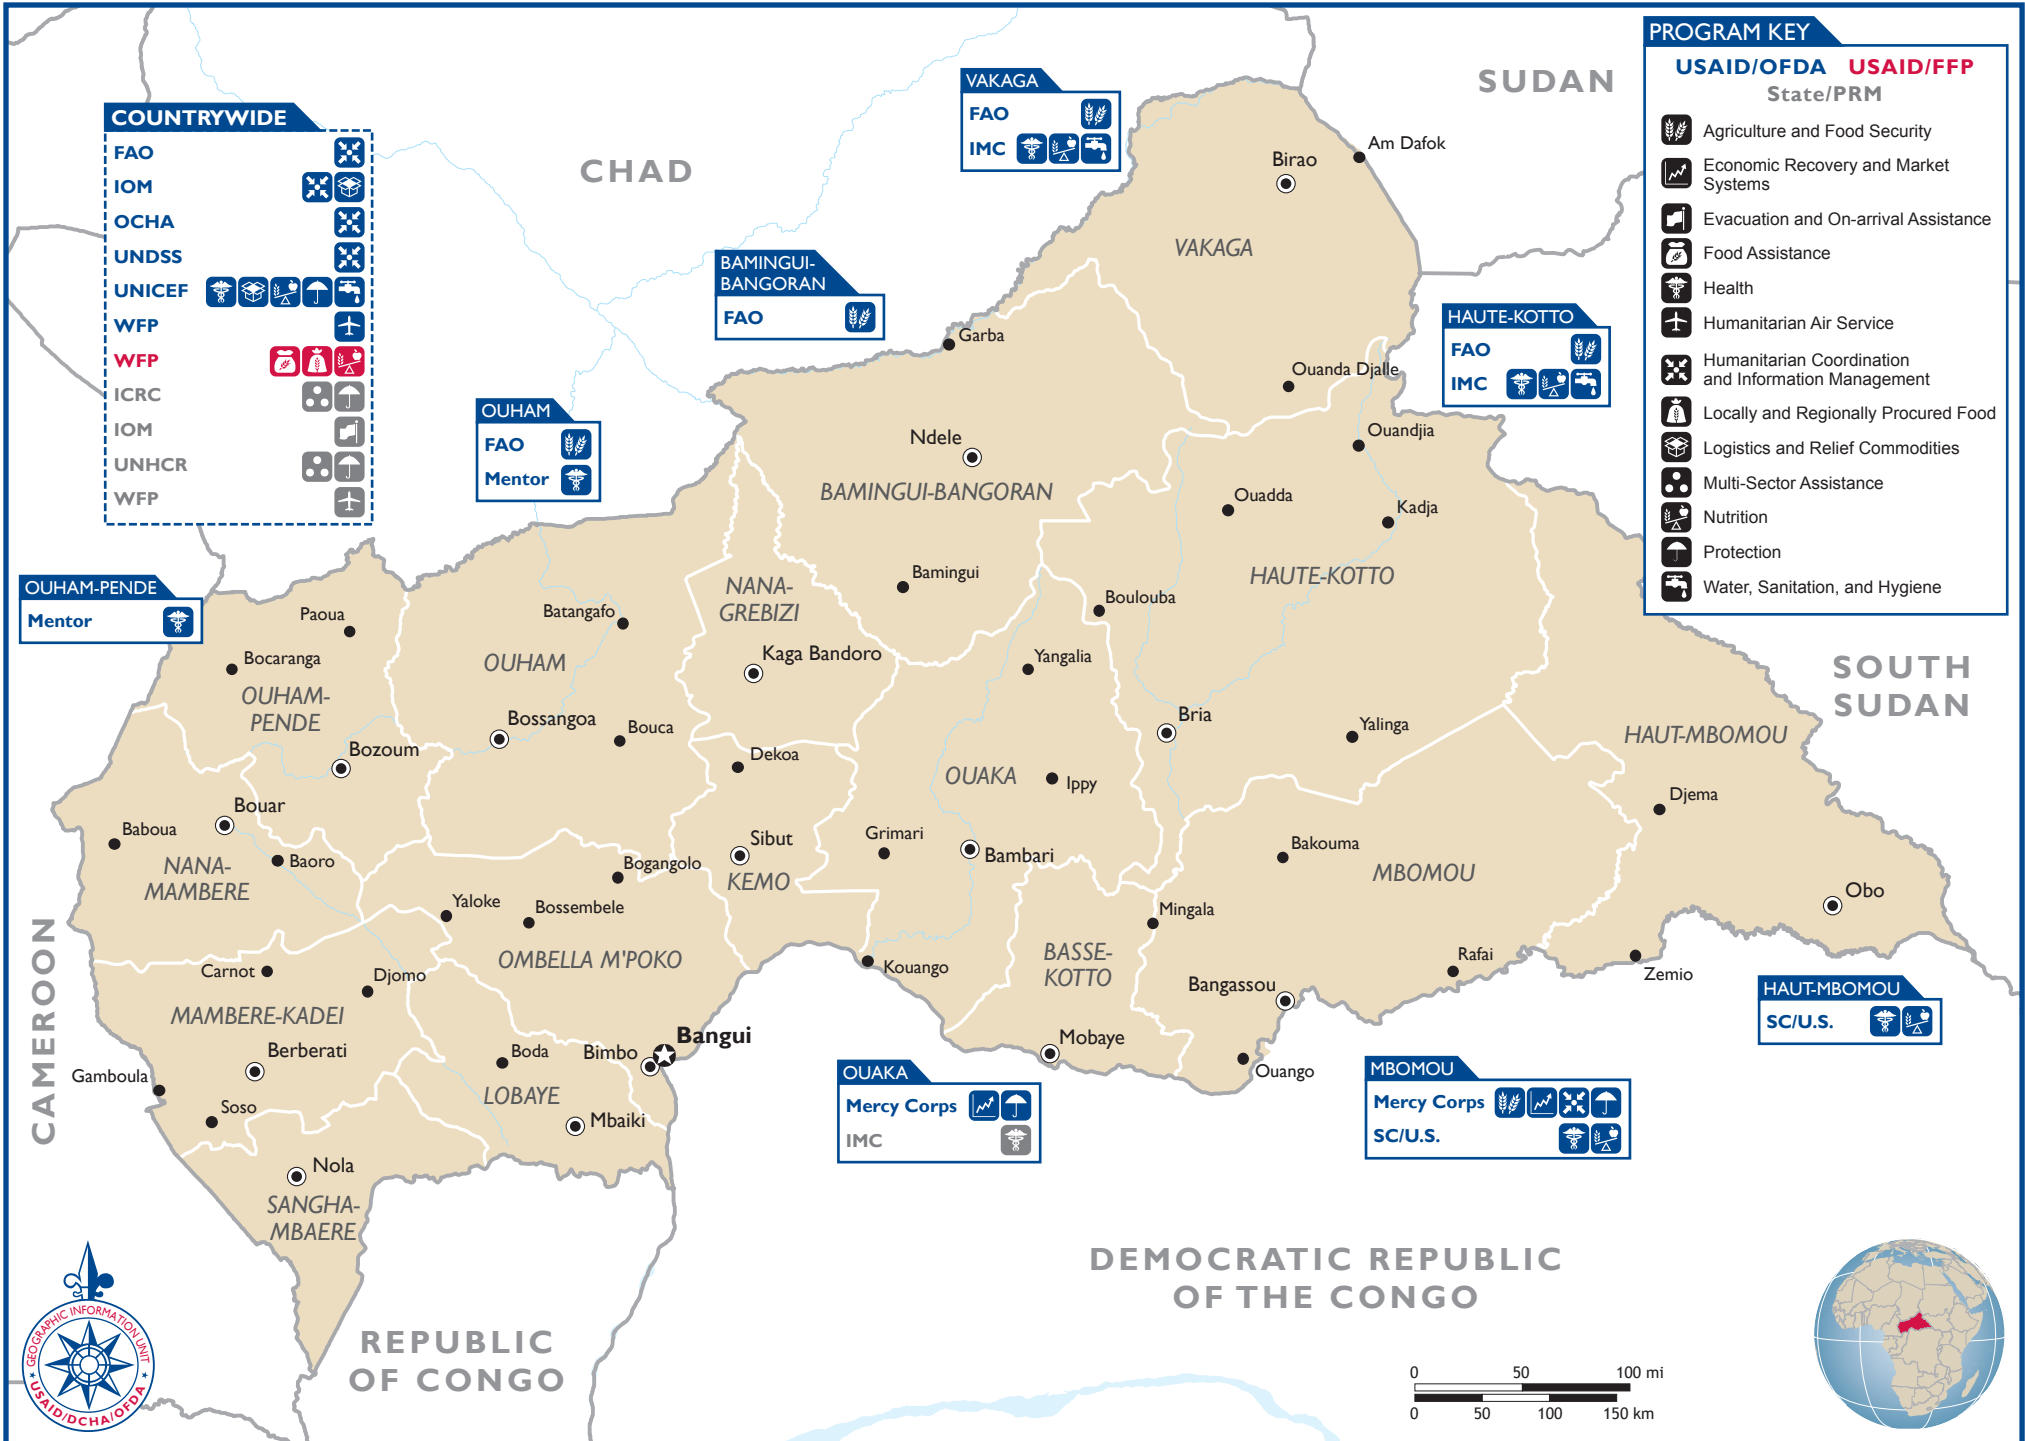 PROGRAM KEY
USAID/OFDA USAID/FFP
State/PRM
Agriculture and Food Security
Economic Recovery and Market
Systems
Evacuation and On-arrival Assistance
Food Assistance
Health
Humanitarian Air Service
Humanitarian Coordination
and Information Management
Locally and Regionally Procured Food
Logistics and Relief Commodities
Multi-Sector Assistance
Nutrition
Protection
Water, Sanitation, and Hygiene
COUNTRYWIDE
FAO
IOM
OCHA
UNDSS
UNICEF
WFP
WFP
ICRC
IOM
UNHCR
WFP
VAKAGA
FAO
IMC
BAMINGUI-
BANGORAN
FAO
HAUTE-KOTTO
FAO
IMC
OUHAM
FAO
Mentor
OUHAM-PENDE
Mentor
OUAKA
Mercy Corps
IMC
MBOMOU
Mercy Corps
SC/U.S.
HAUT-MBOMOU
SC/U.S.
SUDAN
CHAD
SOUTH
SUDAN
CAMEROON
DEMOCRATIC REPUBLIC
OF THE CONGO
REPUBLIC
OF CONGO
Am Dafok
Birao
VAKAGA
Garba
Ouanda Djalle
Ouandjia
Ndele
BAMINGUI-BANGORAN
Ouadda
Kadja
Bamingui
NANA-
GREBIZI
HAUTE-KOTTO
Boulouba
Paoua
Batangafo
Bocaranga
OUHAM
Kaga Bandoro
Yangalia
OUHAM-
PENDE
Bossangoa
Bouca
Bria
Yalinga
HAUT-MBOMOU
Bozoum
Dekoa
OUAKA
Ippy
Djema
Bouar
Baboua
Sibut
Grimari
Bambari
Bakouma
NANA-
MAMBERE
Baoro
Bogangolo
KEMO
MBOMOU
Obo
Yaloke
Bossembele
Mingala
OMBELLA M'POKO
BASSE-
KOTTO
Rafai
Zemio
Carnot
Djomo
Kouango
Bangassou
MAMBERE-KADEI
Bangui
Mobaye
Berberati
Boda
Bimbo
Ouango
Gamboula
LOBAYE
Soso
Mbaiki
Nola
SANGHA-
MBAERE
GEOGRAPHIC INFORMATION UNIT
USAID/DCHA/OFDA
0 50 100 mi
0 50 100 150 km